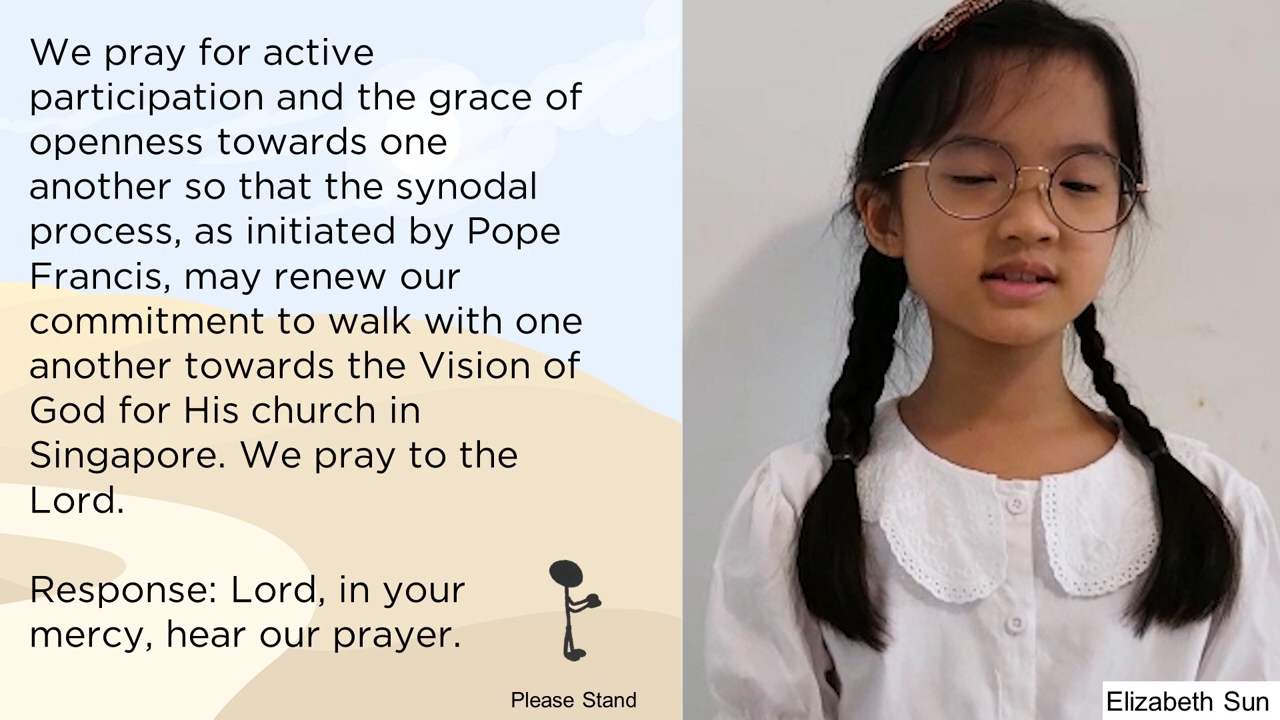 We pray for active
participation and the grace of
openness towards one
another so that the synodal
process, as initiated by Pope
Francis, may renew our
commitment to walk with one
another towards the Vision of
God for His church in
Singapore. We pray to the
Lord.
Response: Lord, in your
mercy, hear our prayer.
Please Stand
Elizabeth Sun